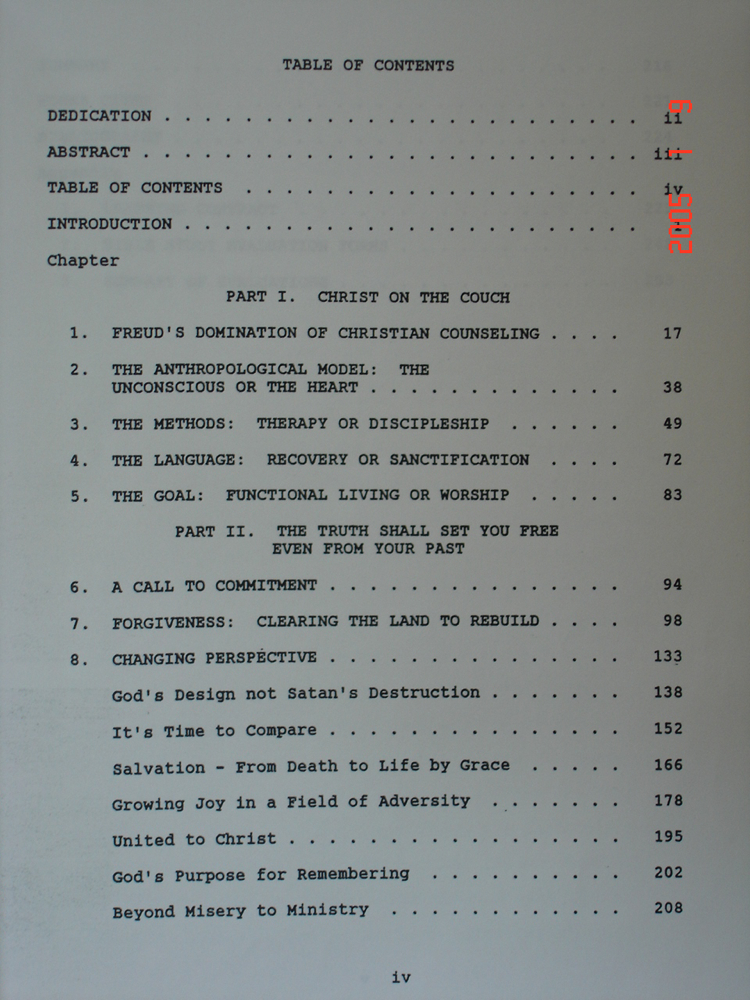 TABLE OF CONTENTS
DEDICATION . . . . . . . . . . . . . . . . . . . . . . . . ii
ABSTRACT . . . . . . . . . . . . . . . . . . . . . . . . . iii
TABLE OF CONTENTS . . . . . . . . . . . . . . . . . . . . iv
INTRODUCTION . . . . . . . . . . . . . . . . . . . . . . .
Chapter
PART I. CHRIST ON THE COUCH
1. FREUD'S DOMINATION OF CHRISTIAN COUNSELING . . . . 17
2. THE ANTHROPOLOGICAL MODEL: THE
UNCONSCIOUS OR THE HEART . . . . . . . . . . . . . 38
3. THE METHODS: THERAPY OR DISCIPLESHIP . . . . . . 49
4. THE LANGUAGE: RECOVERY OR SANCTIFICATION . . . . 72
5. THE GOAL: FUNCTIONAL LIVING OR WORSHIP . . . . . 83
PART II. THE TRUTH SHALL SET YOU FREE
EVEN FROM YOUR PAST
6. A CALL TO COMMITMENT . . . . . . . . . . . . . . . 94
7. FORGIVENESS: CLEARING THE LAND TO REBUILD . . . . 98
8. CHANGING PERSPECTIVE . . . . . . . . . . . . . . . 133
God's Design not Satan's Destruction . . . . . . . 138
It's Time to Compare . . . . . . . . . . . . . . . 152
Salvation - From Death to Life by Grace . . . . . 166
Growing Joy in a Field of Adversity . . . . . . . 178
United to Christ . . . . . . . . . . . . . . . . . 195
God's Purpose for Remembering . . . . . . . . . . 202
Beyond Misery to Ministry . . . . . . . . . . . . 208
iv
2005 1 9